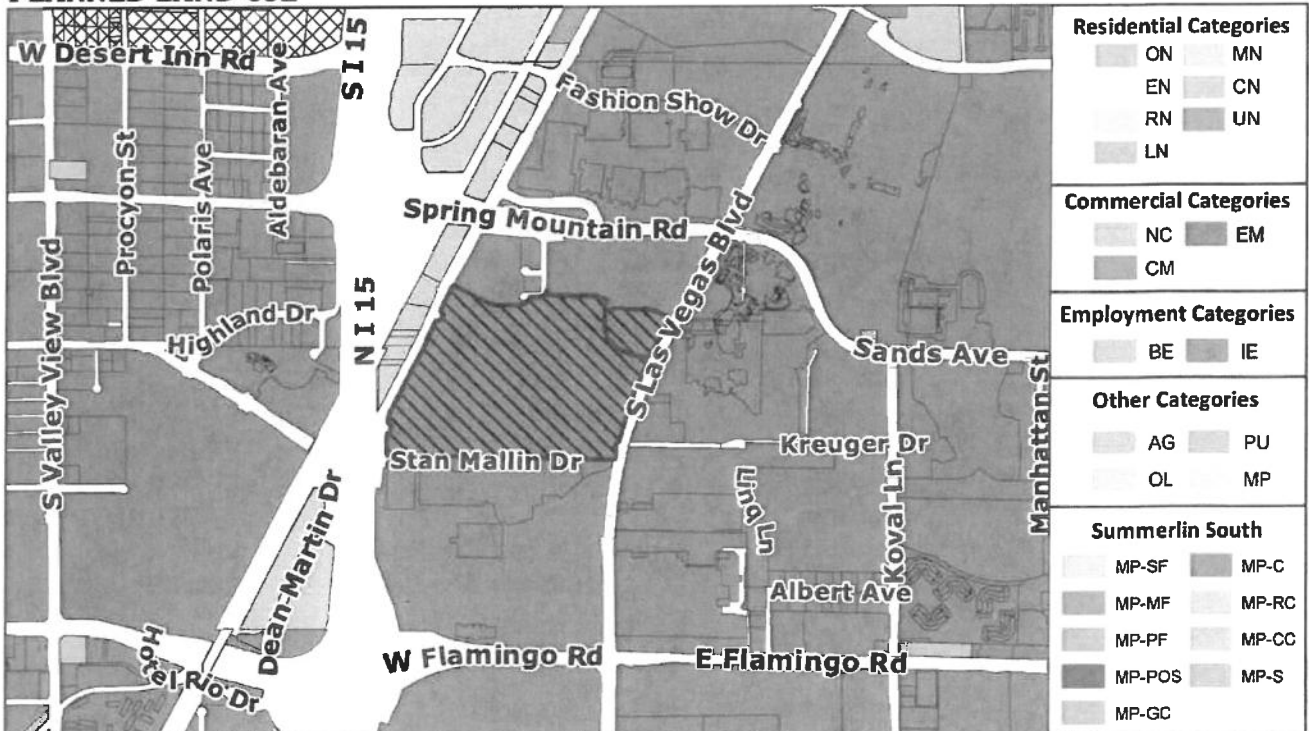 W Desert Inn Rd
S I 15
Aldebaran Ave
Fashion Show Dr
Procyon St
Polaris Ave
Spring Mountain Rd
S Las Vegas Blvd
S Valley View Blvd
N I 15
Highland Dr
Sands Ave
Manhattan St
Stan Mallin Dr
Kreuger Dr
Koval Ln
Linq Ln
Dean Martin Dr
Albert Ave
Hotel Rio Dr
W Flamingo Rd
E Flamingo Rd
Residential Categories
ON MN
EN CN
RN UN
LN
Commercial Categories
NC EM
CM
Employment Categories
BE IE
Other Categories
AG PU
OL MP
Summerlin South
MP-SF MP-C
MP-MF MP-RC
MP-PF MP-CC
MP-POS MP-S
MP-GC